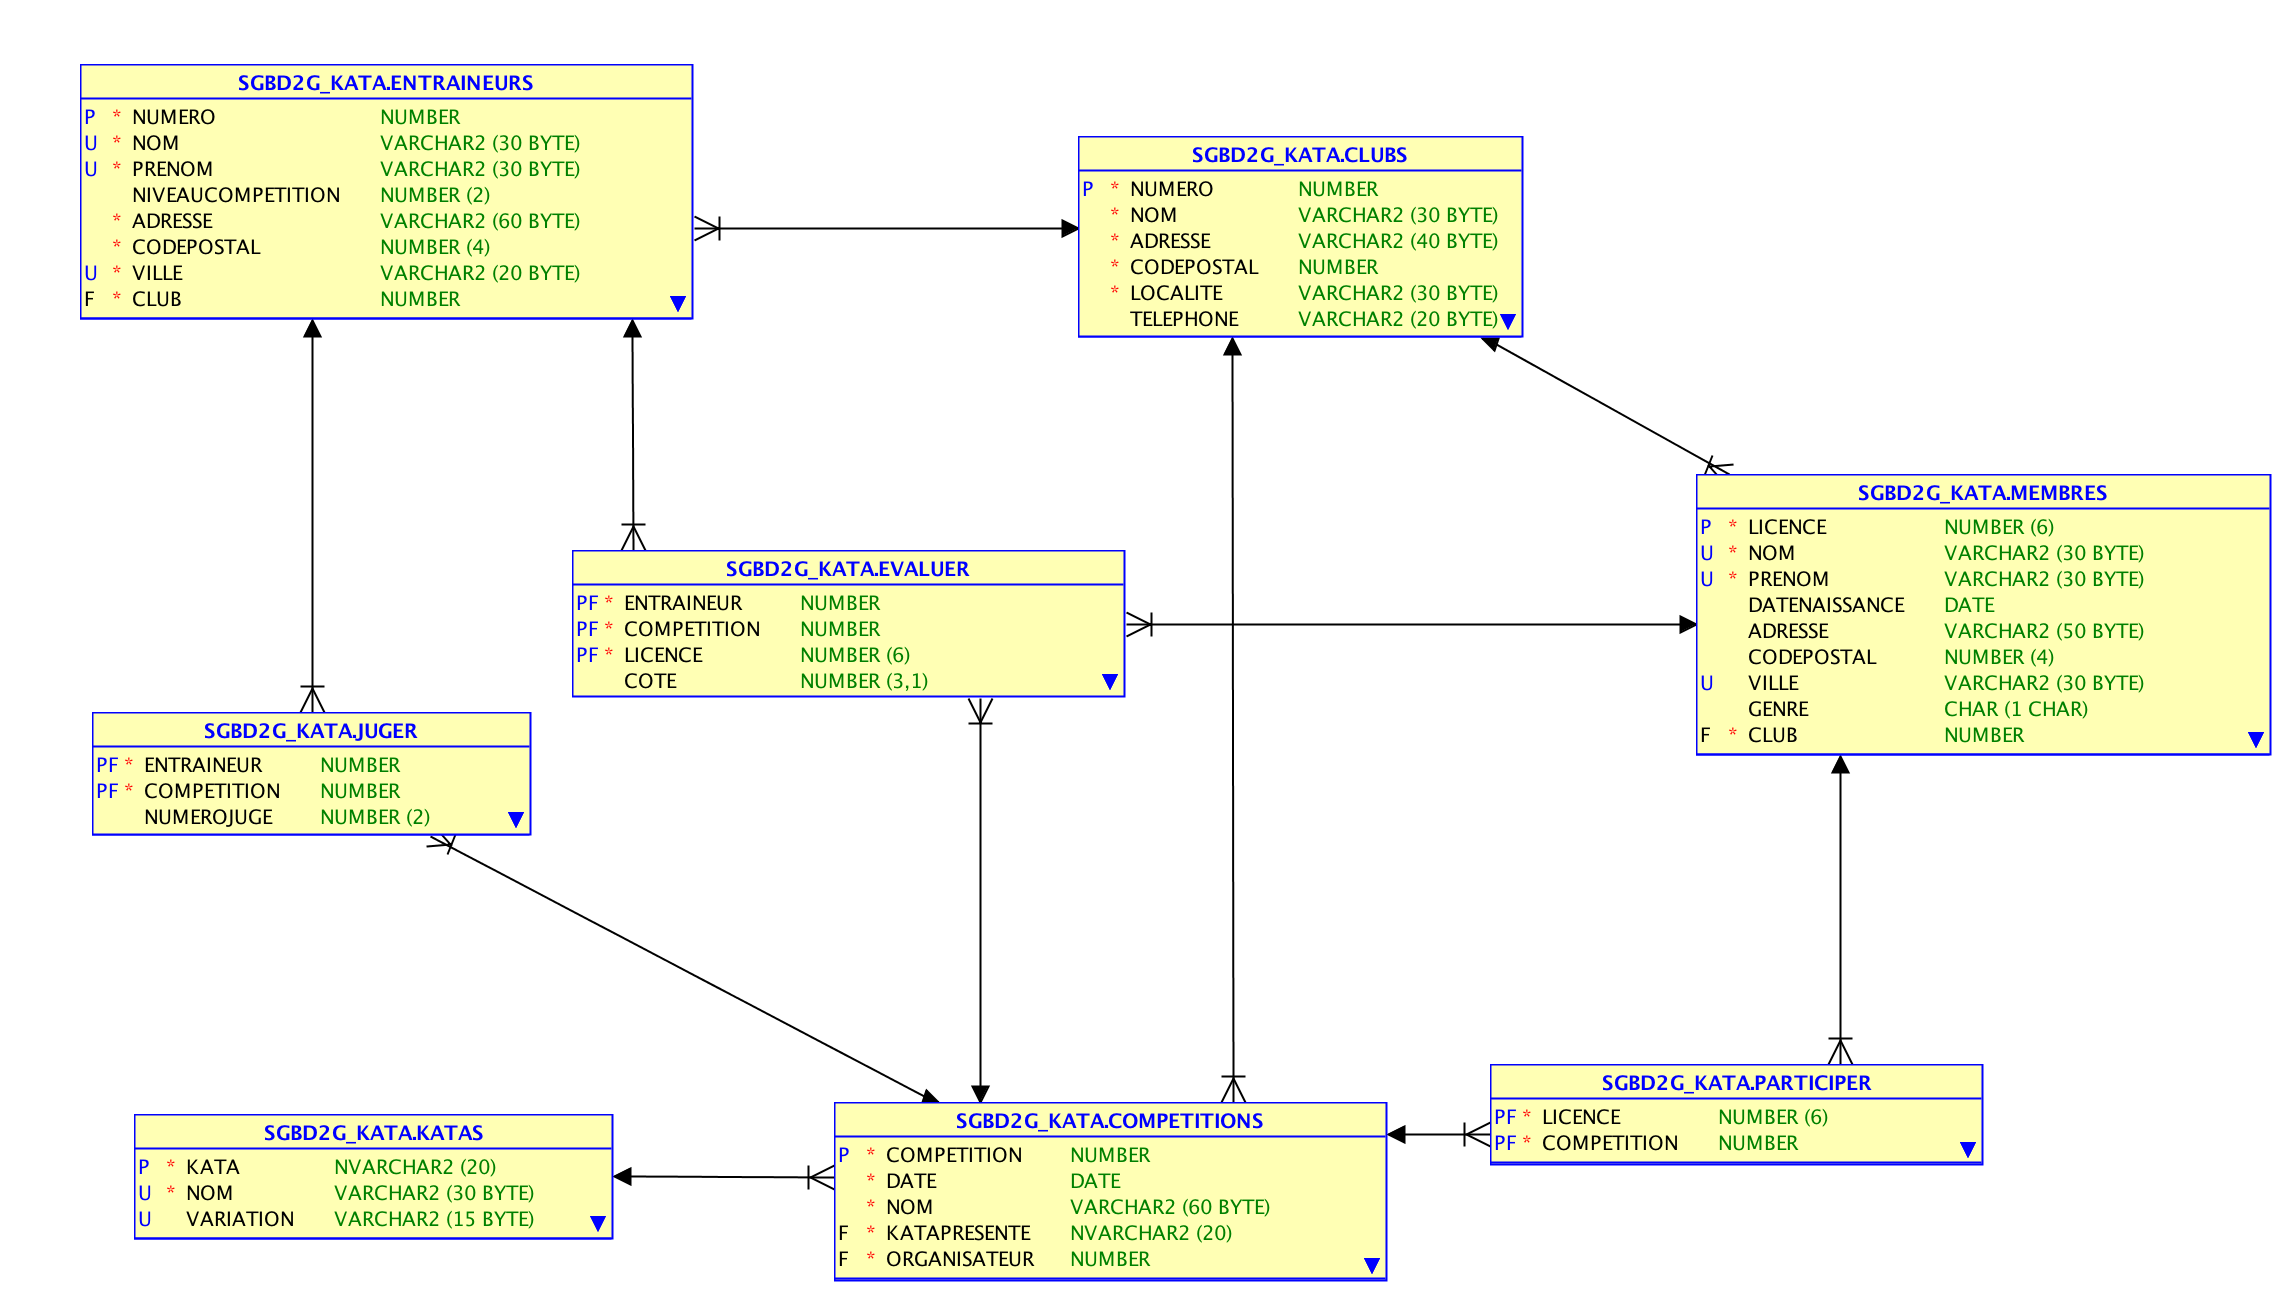 SGBD2G_KATA.ENTRAINEURS
P * NUMERO NUMBER
U * NOM VARCHAR2 (30 BYTE)
U * PRENOM VARCHAR2 (30 BYTE)
NIVEAUCOMPETITION NUMBER (2)
* ADRESSE VARCHAR2 (60 BYTE)
* CODEPOSTAL NUMBER (4)
U * VILLE VARCHAR2 (20 BYTE)
F * CLUB NUMBER
SGBD2G_KATA.CLUBS
P * NUMERO NUMBER
* NOM VARCHAR2 (30 BYTE)
* ADRESSE VARCHAR2 (40 BYTE)
* CODEPOSTAL NUMBER
* LOCALITE VARCHAR2 (30 BYTE)
TELEPHONE VARCHAR2 (20 BYTE)
SGBD2G_KATA.MEMBRES
P * LICENCE NUMBER (6)
U * NOM VARCHAR2 (30 BYTE)
U * PRENOM VARCHAR2 (30 BYTE)
DATENAISSANCE DATE
ADRESSE VARCHAR2 (50 BYTE)
CODEPOSTAL NUMBER (4)
U VILLE VARCHAR2 (30 BYTE)
GENRE CHAR (1 CHAR)
F * CLUB NUMBER
SGBD2G_KATA.EVALUER
PF * ENTRAINEUR NUMBER
PF * COMPETITION NUMBER
PF * LICENCE NUMBER (6)
COTE NUMBER (3,1)
SGBD2G_KATA.JUGER
PF * ENTRAINEUR NUMBER
PF * COMPETITION NUMBER
NUMEROJUGE NUMBER (2)
SGBD2G_KATA.KATAS
P * KATA NVARCHAR2 (20)
U * NOM VARCHAR2 (30 BYTE)
U VARIATION VARCHAR2 (15 BYTE)
SGBD2G_KATA.COMPETITIONS
P * COMPETITION NUMBER
* DATE DATE
* NOM VARCHAR2 (60 BYTE)
F * KATAPRESENTE NVARCHAR2 (20)
F * ORGANISATEUR NUMBER
SGBD2G_KATA.PARTICIPER
PF * LICENCE NUMBER (6)
PF * COMPETITION NUMBER